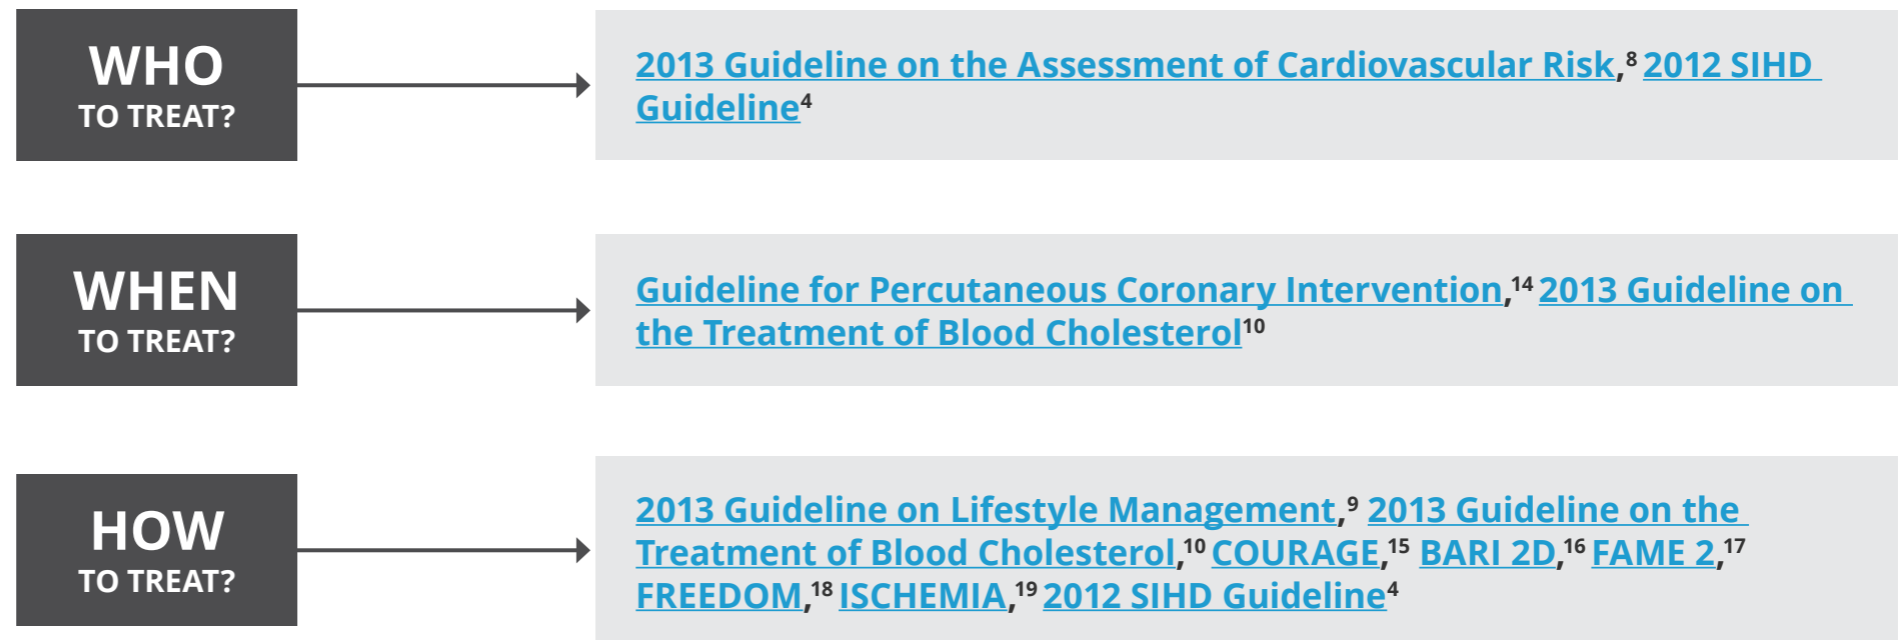 WHO
TO TREAT?
2013 Guideline on the Assessment of Cardiovascular Risk,8 2012 SIHD
Guideline4
WHEN
TO TREAT?
Guideline for Percutaneous Coronary Intervention,14 2013 Guideline on
the Treatment of Blood Cholesterol10
HOW
TO TREAT?
2013 Guideline on Lifestyle Management,9 2013 Guideline on the
Treatment of Blood Cholesterol,10 COURAGE,15 BARI 2D,16 FAME 2,17
FREEDOM,18 ISCHEMIA,19 2012 SIHD Guideline4